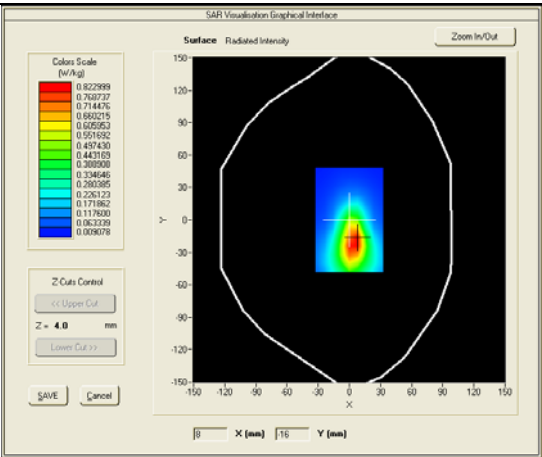 SAR Visualisation Graphical Interface
Surface Radiated Intensity
Zoom In/Out
Colors Scale
(W/kg)
0.822999
0.768737
0.714476
0.660215
0.605953
0.551692
0.497430
0.443169
0.388908
0.334646
0.280385
0.226123
0.171862
0.117600
0.063339
0.009078
Z-Cuts Control
<< Upper Cut
Z = 4.0 mm
Lower Cut >>
SAVE Cancel
150
120
90
60
30
0
-30
-60
-90
-120
-150
Y
-150 -120 -90 -60 -30 0 30 60 90 120 150
X
8 X (mm) -16 Y (mm)